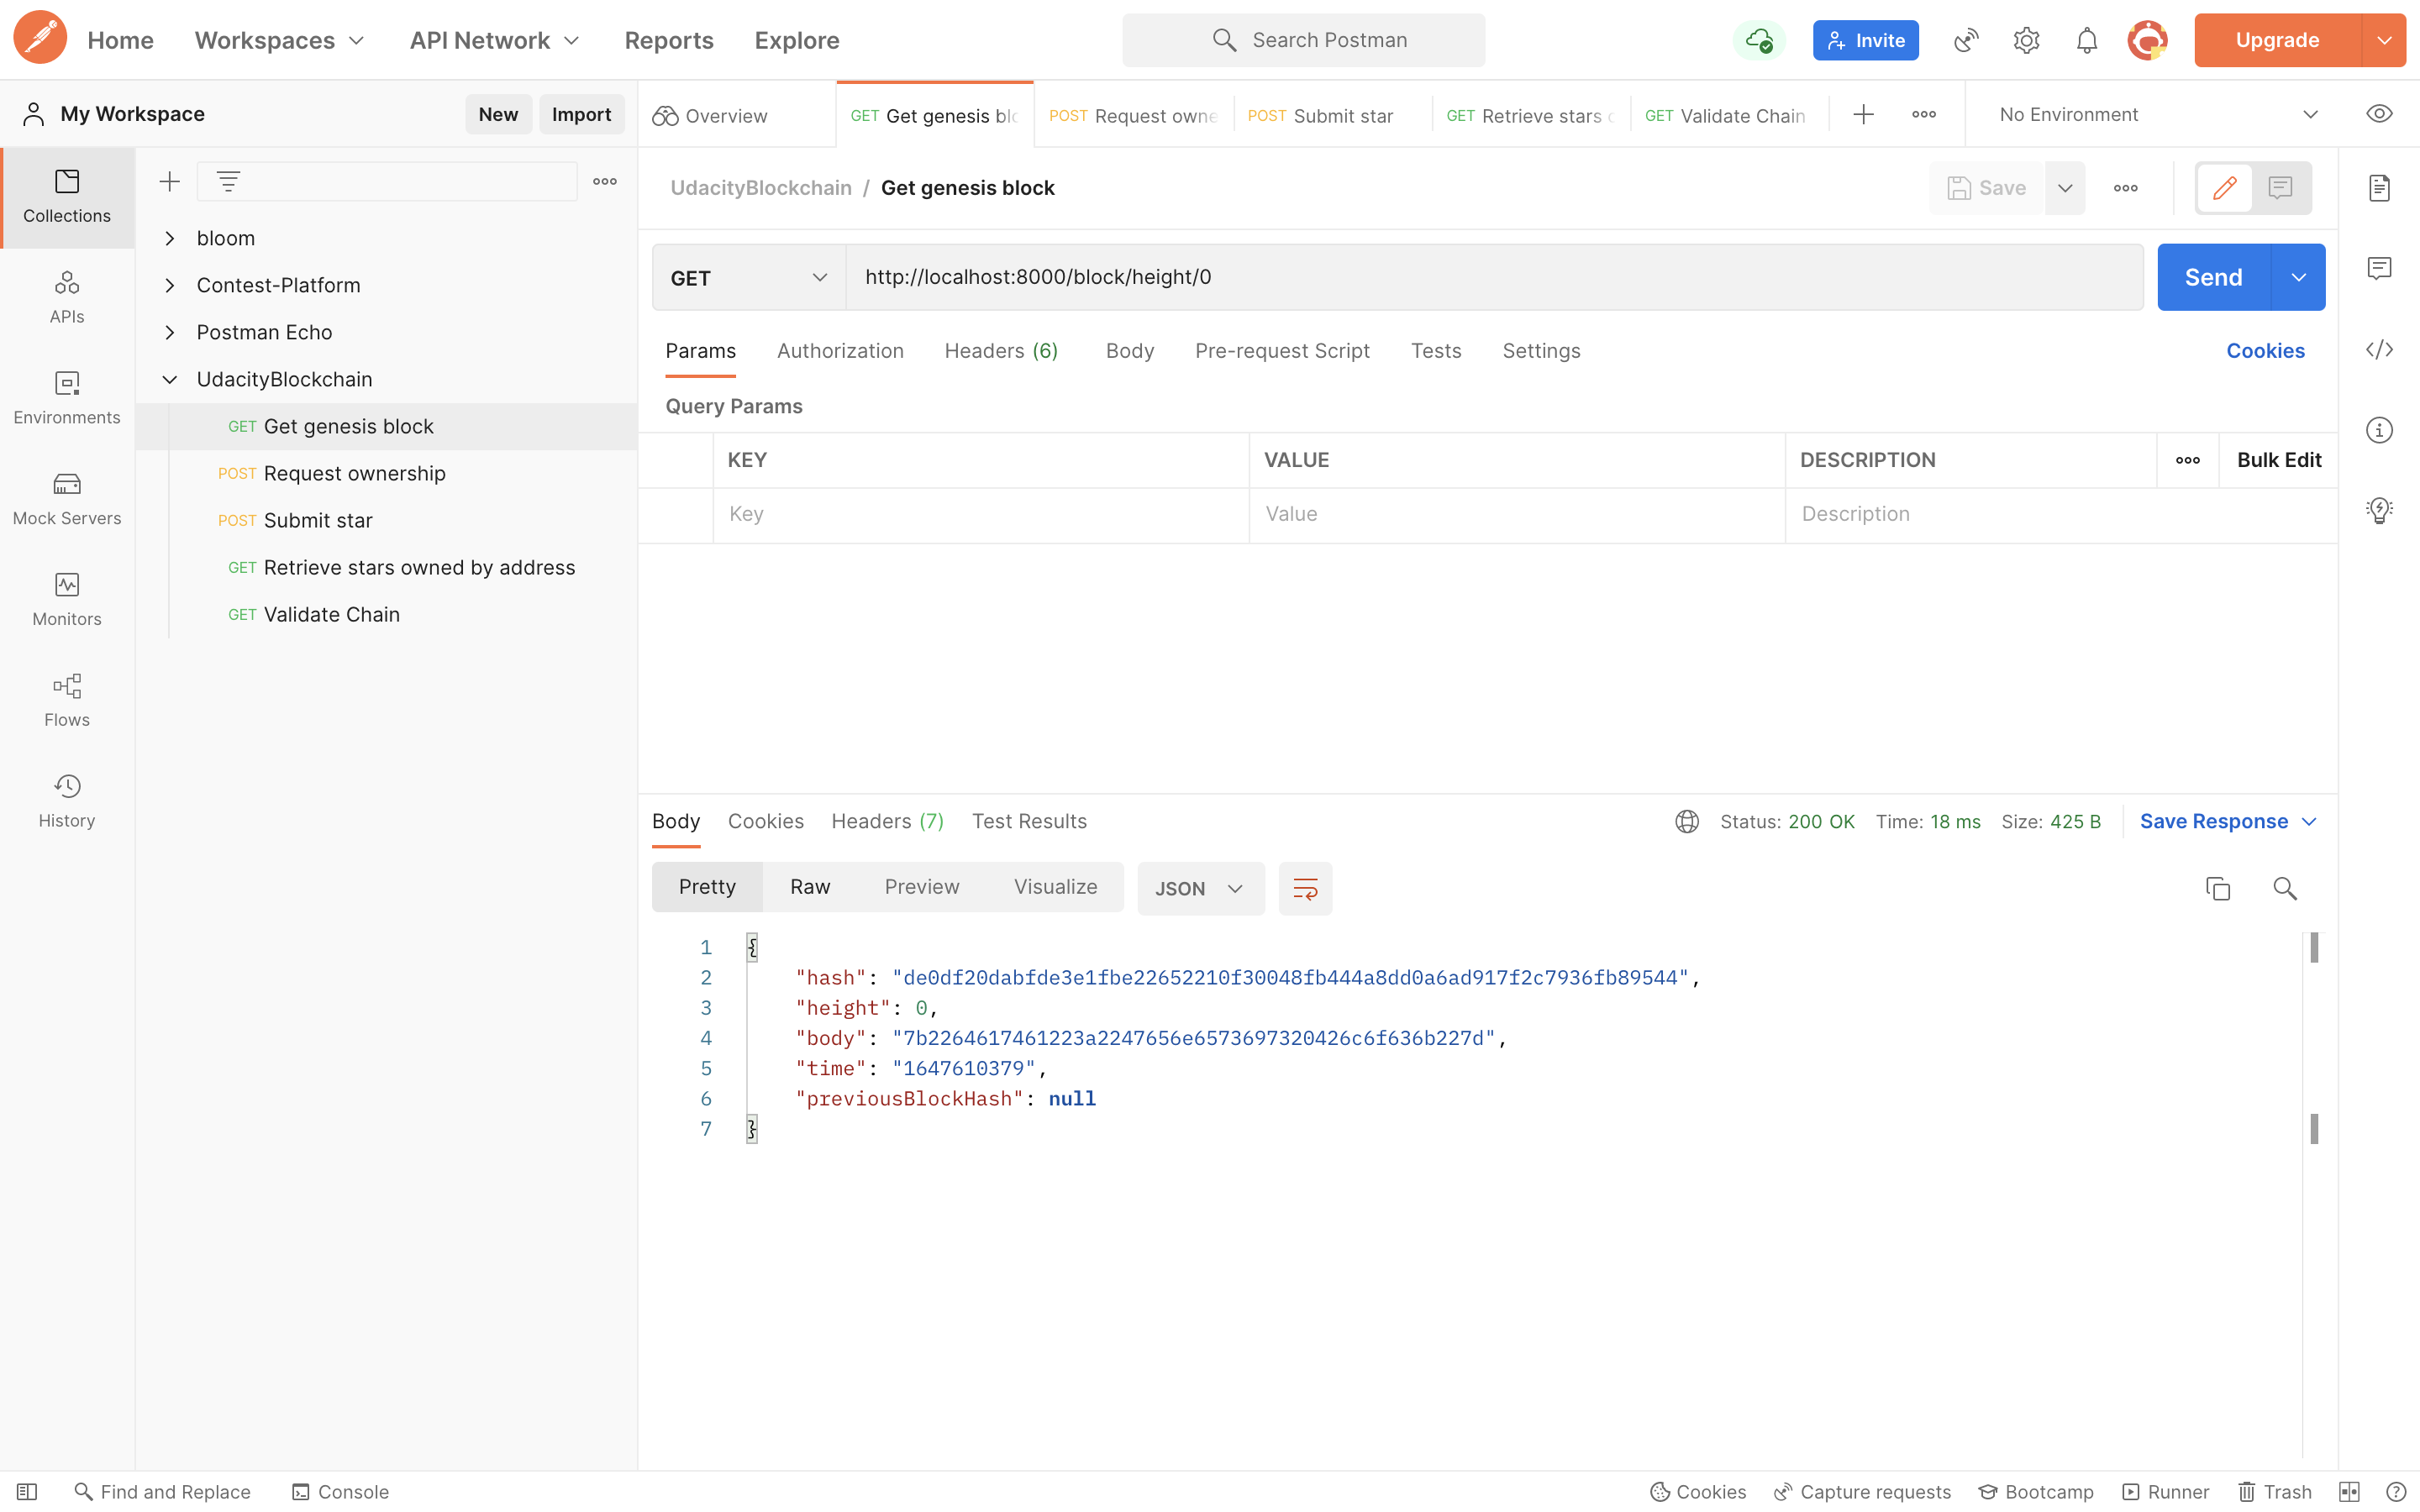 Home Workspaces API Network Reports Explore Search Postman Invite Upgrade
My Workspace New Import Overview GET Get genesis blo POST Request owne POST Submit star GET Retrieve stars o GET Validate Chain No Environment
Collections
APIs
Environments
Mock Servers
Monitors
Flows
History
bloom
Contest-Platform
Postman Echo
UdacityBlockchain
GET Get genesis block
POST Request ownership
POST Submit star
GET Retrieve stars owned by address
GET Validate Chain
UdacityBlockchain / Get genesis block Save
GET http://localhost:8000/block/height/0 Send
Params Authorization Headers (6) Body Pre-request Script Tests Settings Cookies
Query Params
KEY VALUE DESCRIPTION Bulk Edit
Key Value Description
Body Cookies Headers (7) Test Results Status: 200 OK Time: 18 ms Size: 425 B Save Response
Pretty Raw Preview Visualize JSON
1 {
2 "hash": "de0df20dabfde3e1fbe22652210f30048fb444a8dd0a6ad917f2c7936fb89544",
3 "height": 0,
4 "body": "7b2264617461223a2247656e6573697320426c6f636b227d",
5 "time": "1647610379",
6 "previousBlockHash": null
7 }
Find and Replace Console Cookies Capture requests Bootcamp Runner Trash